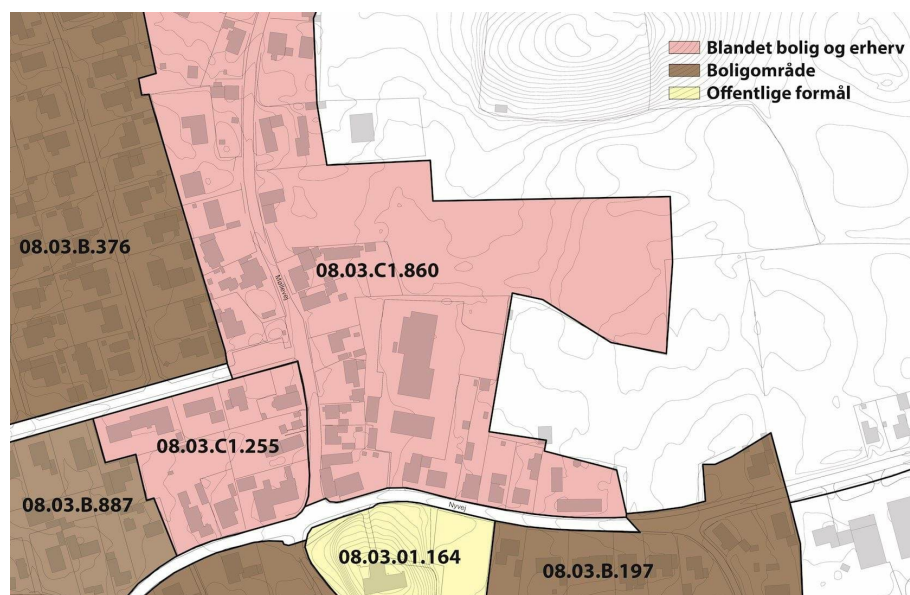 Blandet bolig og erherv
Boligområde
Offentlige formål
08.03.B.376
08.03.C1.860
Møllevej
08.03.C1.255
08.03.B.887
Nyvej
08.03.01.164
08.03.B.197